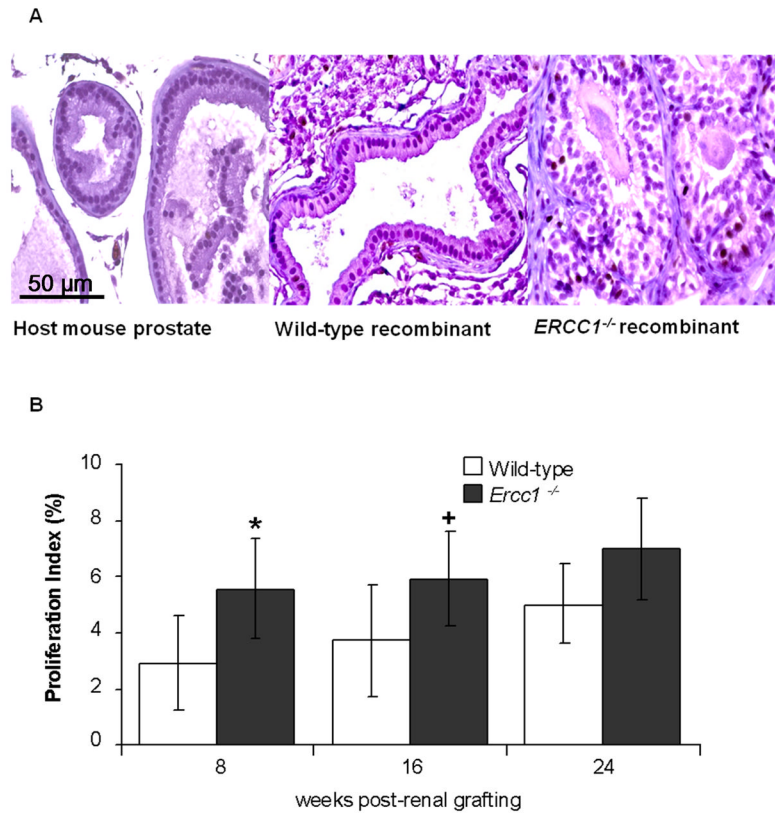 A
50 µm
Host mouse prostate
Wild-type recombinant
ERCC1-/- recombinant
B
10
8
6
4
2
0
Proliferation Index (%)
Wild-type
Ercc1 -/-
*
+
8
16
24
weeks post-renal grafting